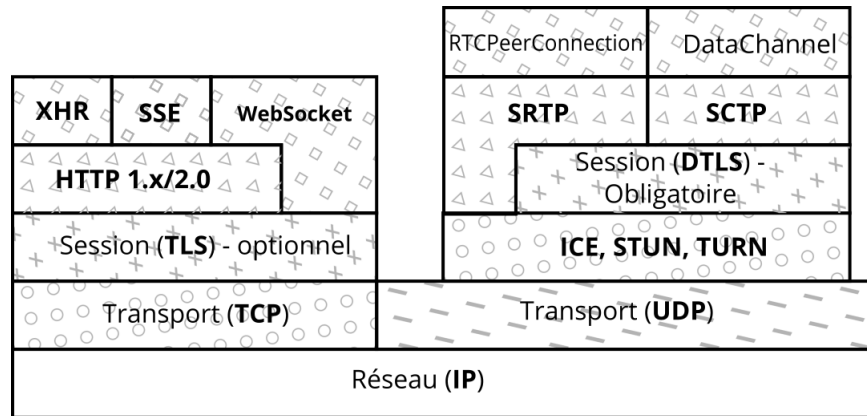 RTCPeerConnection DataChannel
XHR SSE WebSocket SRTP SCTP
HTTP 1.x/2.0
Session (DTLS) -
Obligatoire
Session (TLS) - optionnel
ICE, STUN, TURN
Transport (TCP) Transport (UDP)
Réseau (IP)